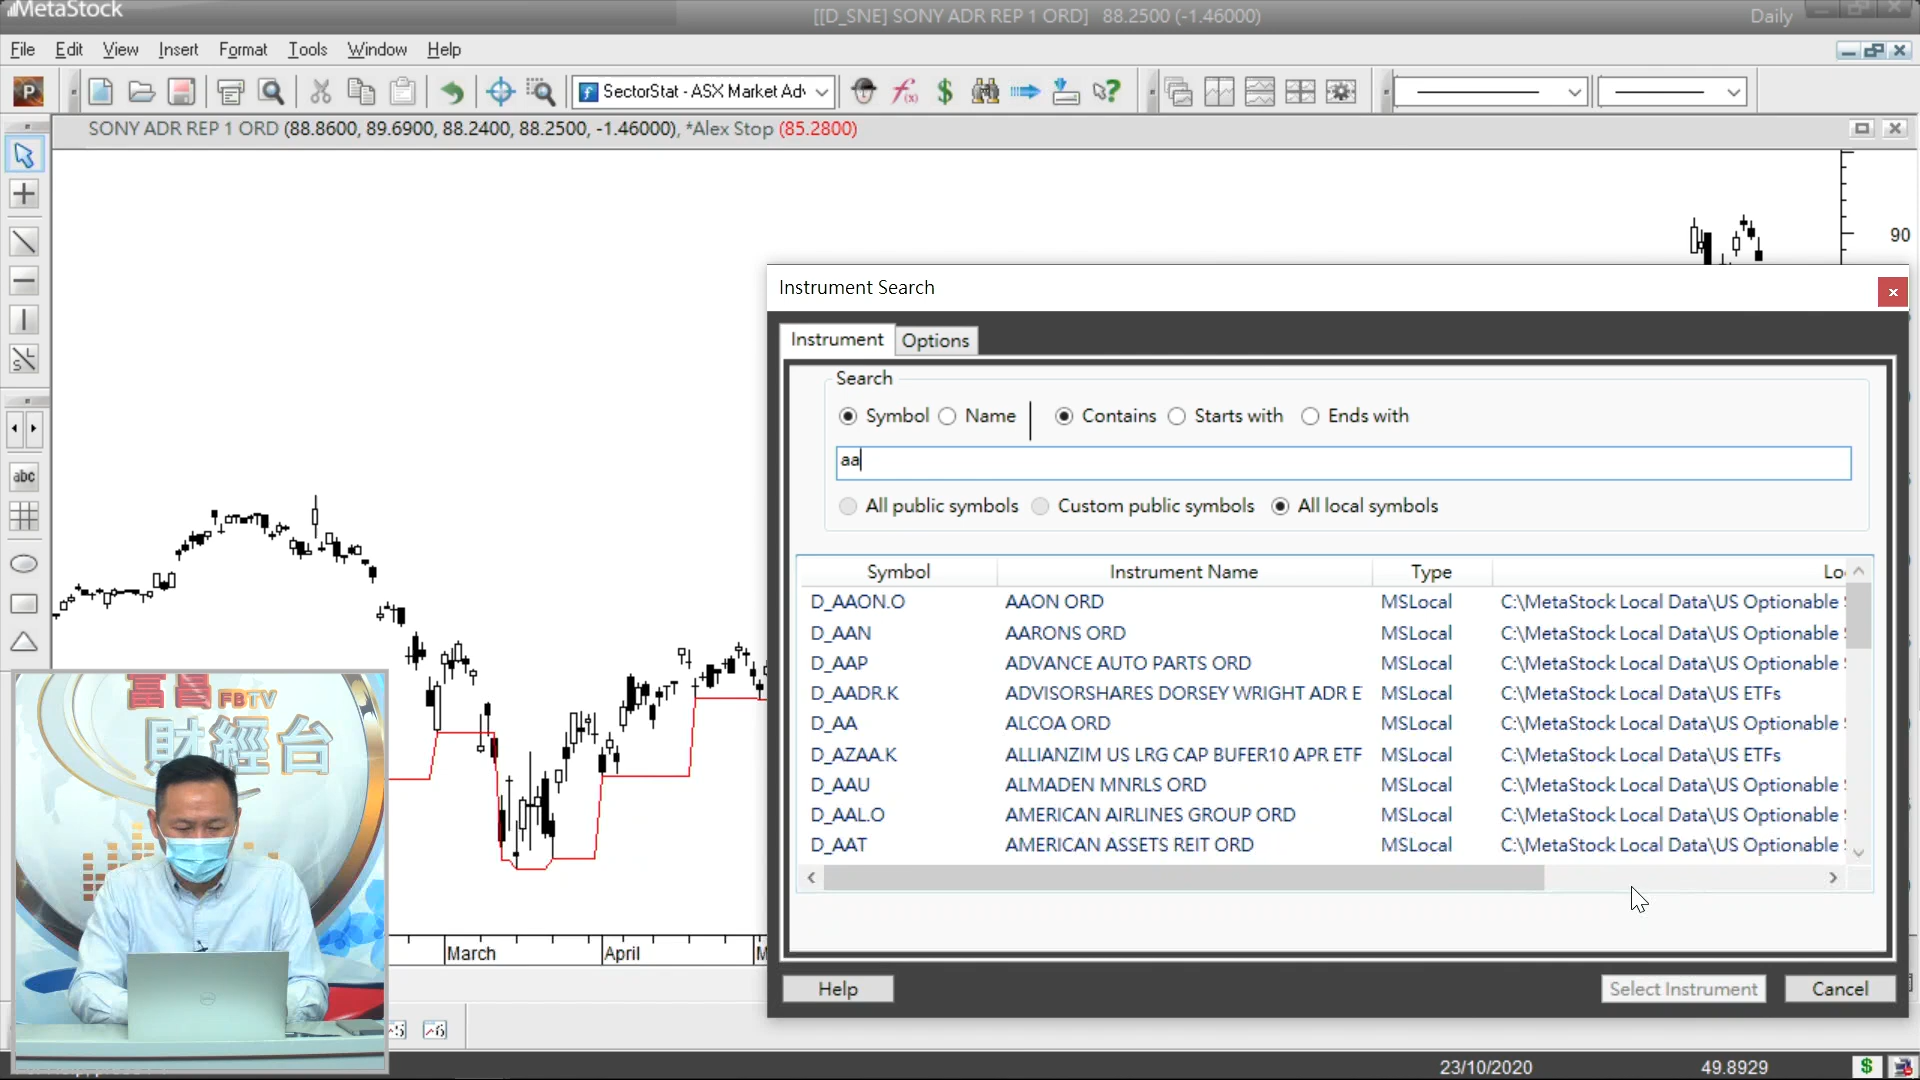 MetaStock
[[D_SNE] SONY ADR REP 1 ORD] 88.2500 (-1.46000)
Daily
File Edit View Insert Format Tools Window Help
P
SectorStat - ASX Market Adv
f(x) $ ?
SONY ADR REP 1 ORD (88.8600, 89.6900, 88.2400, 88.2500, -1.46000), *Alex Stop (85.2800)
90
Instrument Search
Instrument Options
Search
Symbol Name Contains Starts with Ends with
aa
All public symbols Custom public symbols All local symbols
Symbol Instrument Name Type
D_AAON.O AAON ORD MSLocal C:\MetaStock Local Data\US Optionable
D_AAN AARONS ORD MSLocal C:\MetaStock Local Data\US Optionable
D_AAP ADVANCE AUTO PARTS ORD MSLocal C:\MetaStock Local Data\US Optionable
D_AADR.K ADVISORSHARES DORSEY WRIGHT ADR E MSLocal C:\MetaStock Local Data\US ETFs
D_AA ALCOA ORD MSLocal C:\MetaStock Local Data\US Optionable
D_AZAA.K ALLIANZIM US LRG CAP BUFER10 APR ETF MSLocal C:\MetaStock Local Data\US ETFs
D_AAU ALMADEN MNRLS ORD MSLocal C:\MetaStock Local Data\US Optionable
D_AAL.O AMERICAN AIRLINES GROUP ORD MSLocal C:\MetaStock Local Data\US Optionable
D_AAT AMERICAN ASSETS REIT ORD MSLocal C:\MetaStock Local Data\US Optionable
Help Select Instrument Cancel
abc
FBTV
財經台
DELL
March April
5 6
23/10/2020 49.8929 $